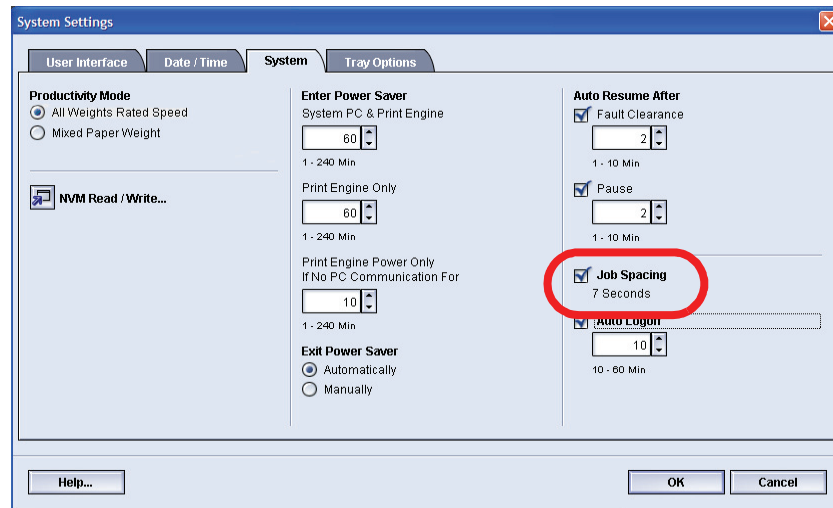 System Settings
User Interface
Date / Time
System
Tray Options
Productivity Mode
All Weights Rated Speed
Mixed Paper Weight
NVM Read / Write...
Enter Power Saver
System PC & Print Engine
60
1 - 240 Min
Print Engine Only
60
1 - 240 Min
Print Engine Power Only
If No PC Communication For
10
1 - 240 Min
Exit Power Saver
Automatically
Manually
Auto Resume After
Fault Clearance
2
1 - 10 Min
Pause
2
1 - 10 Min
Job Spacing
7 Seconds
Auto Logon
10
10 - 60 Min
Help...
OK
Cancel